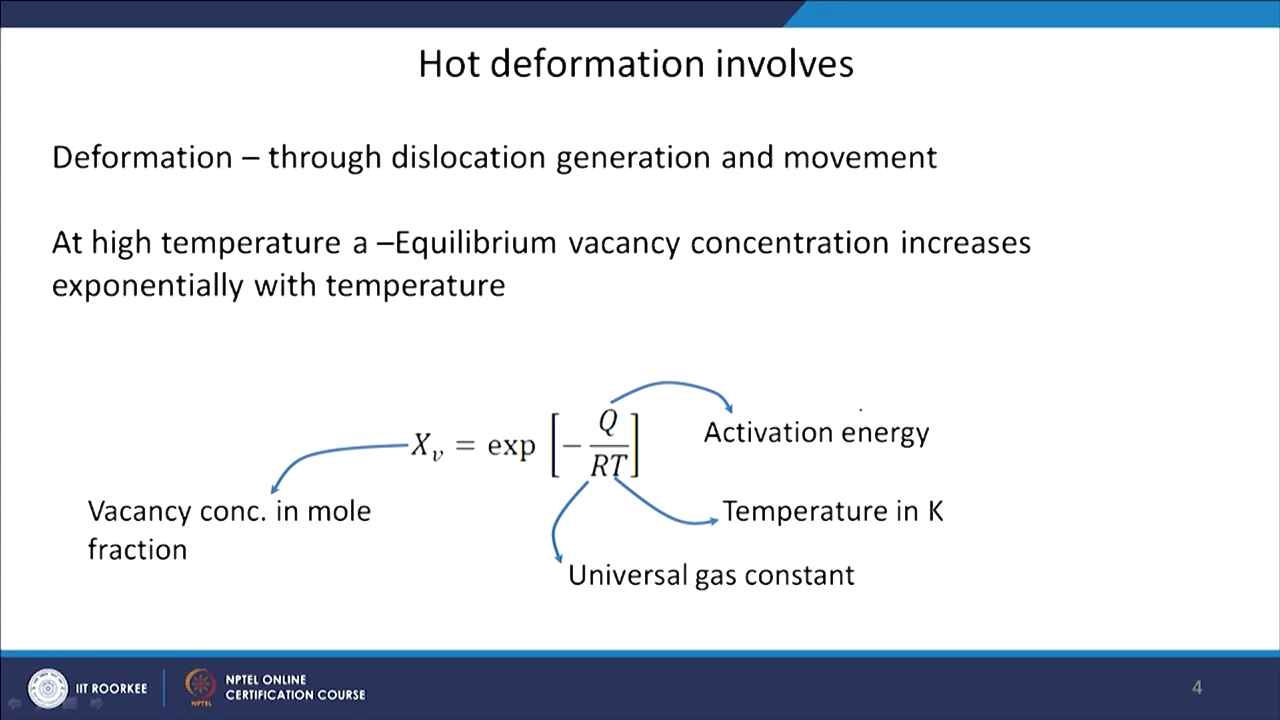 Hot deformation involves
Deformation – through dislocation generation and movement
At high temperature a –Equilibrium vacancy concentration increases
exponentially with temperature
X_v = exp [−Q/RT]
Activation energy
Vacancy conc. in mole
fraction
Temperature in K
Universal gas constant
IIT ROORKEE
NPTEL
NPTEL ONLINE
CERTIFICATION COURSE
4